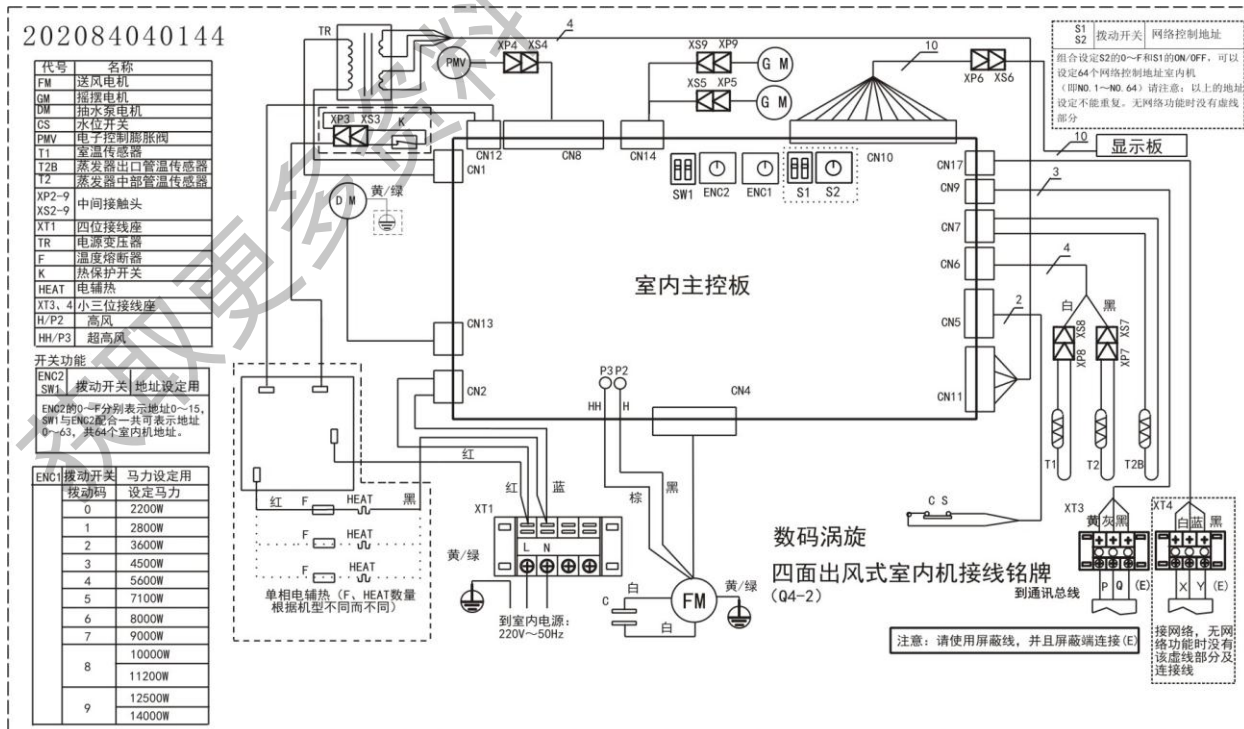 202084040144
代号 名称
FM 送风电机
GM 摇摆电机
DM 抽水泵电机
CS 水位开关
PMV 电子控制膨胀阀
T1 室温传感器
T2B 蒸发器出口管温传感器
T2 蒸发器中部管温传感器
XP2-9
XS2-9 中间接触头
XT1 四位接线座
TR 电源变压器
F 温度熔断器
K 热保护开关
HEAT 电辅热
XT3、4 小三位接线座
H/P2 高风
HH/P3 超高风
开关功能
ENC2
SW1 拨动开关 地址设定用
ENC2的0～F分别表示地址0～15,
SW1与ENC2配合一共可表示地址
0～63, 共64个室内机地址。
ENC1 拨动开关 马力设定用
拨动码 设定马力
0 2200W
1 2800W
2 3600W
3 4500W
4 5600W
5 7100W
6 8000W
7 9000W
8 10000W
11200W
9 12500W
14000W
TR
PMV
XP4 XS4
4
XS9 XP9
G M
XS5 XP5
G M
10
XP6 XS6
S1
S2 拨动开关 网络控制地址
组合设定S2的0～F和S1的ON/OFF, 可以
设定64个网络控制地址室内机
(即NO.1～NO.64) 请注意: 以上的地址
设定不能重复。无网络功能时没有虚线
部分
10
显示板
XP3 XS3 K
CN12 CN8 CN14 CN10
CN1
CN17
CN9
3
CN7
CN6
4
CN5
2
CN11
SW1 ENC2 ENC1 S1 S2
D M
黄/绿
室内主控板
CN13
CN2
P3 P2
HH H
CN4
白 黑
XS8 XS7
XP8 XP7
T1 T2 T2B
C S
红
红 蓝
棕 黑
红 F HEAT 黑
F HEAT
F HEAT
单相电辅热 (F、HEAT数量
根据机型不同而不同)
XT1
L N
黄/绿
到室内电源:
220V～50Hz
C
白
白
FM
黄/绿
数码涡旋
四面出风式室内机接线铭牌
(Q4-2)
XT3
黄 灰 黑
P Q (E)
到通讯总线
XT4
白 蓝 黑
X Y (E)
接网络, 无网
络功能时没有
该虚线部分及
连接线
注意: 请使用屏蔽线, 并且屏蔽端连接(E)
获取更多资料